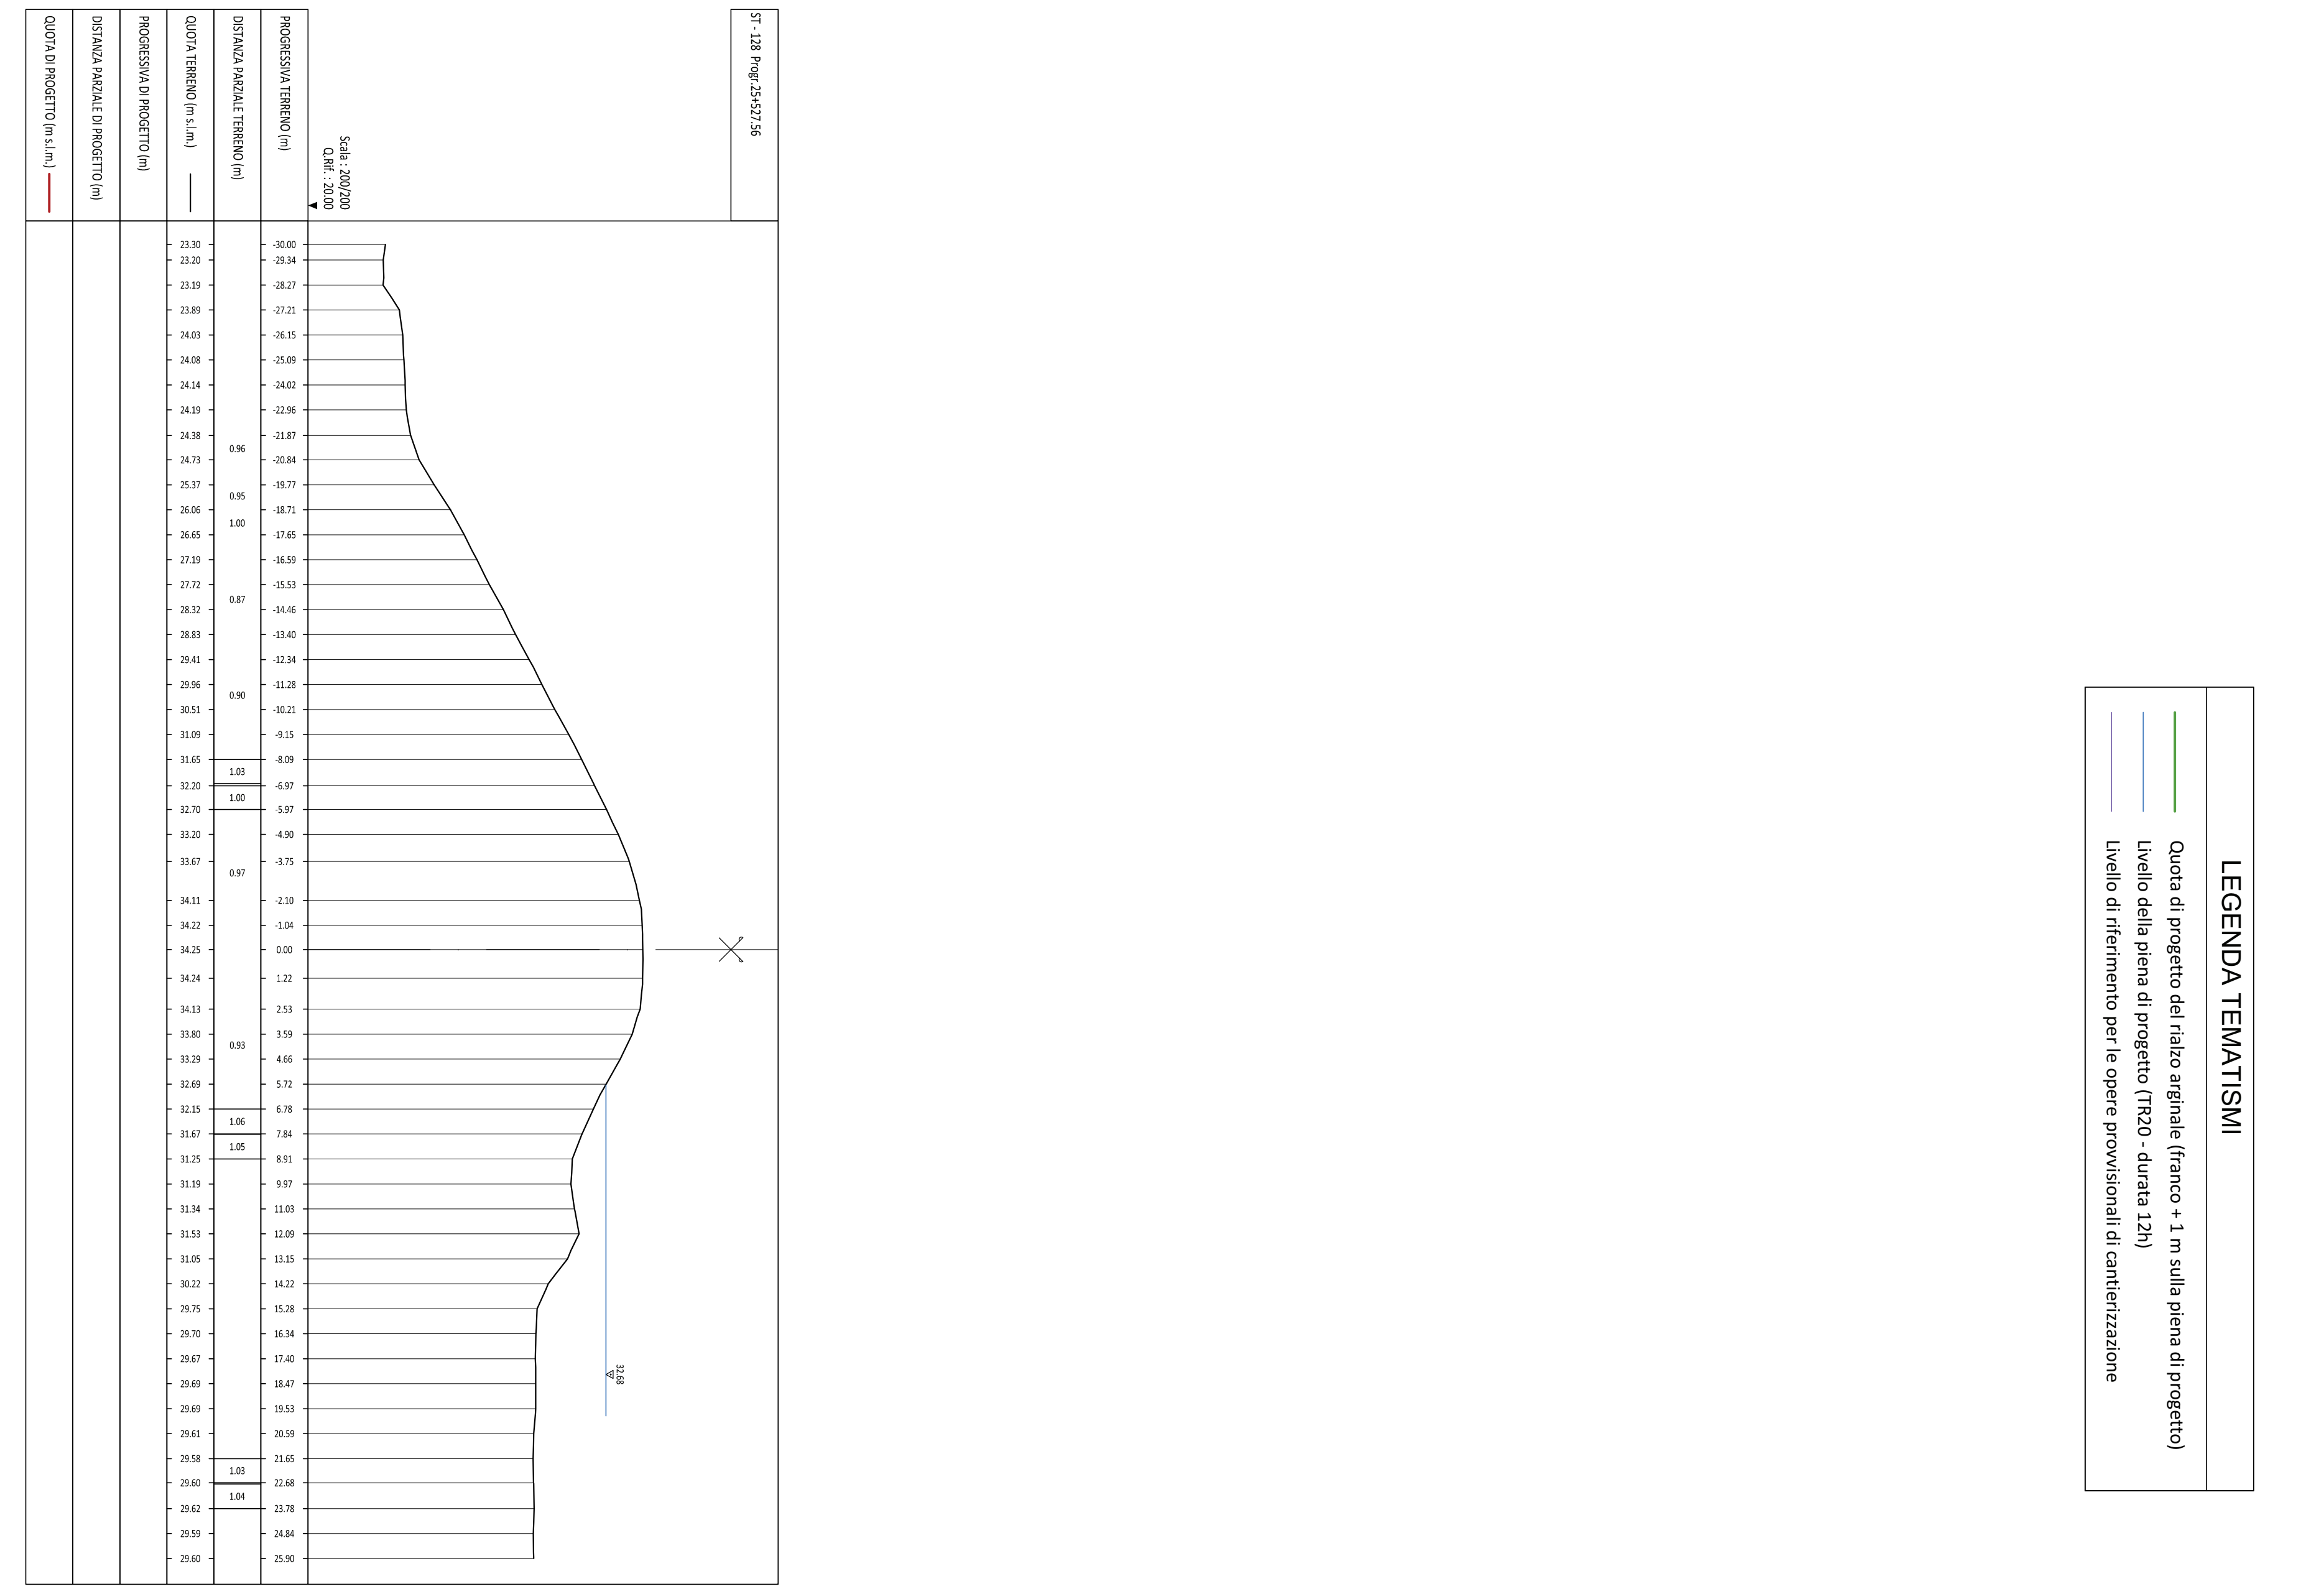 ST - 128 Progr.25+527.56
Scala : 200/200
Q.Rif. : 20.00
PROGRESSIVA TERRENO (m)
-30.00 -29.34 -28.27 -27.21 -26.15 -25.09 -24.02 -22.96 -21.87 -20.84 -19.77 -18.71 -17.65 -16.59 -15.53 -14.46 -13.40 -12.34 -11.28 -10.21 -9.15 -8.09 -6.97 -5.97 -4.90 -3.75 -2.10 -1.04 0.00 1.22 2.53 3.59 4.66 5.72 6.78 7.84 8.91 9.97 11.03 12.09 13.15 14.22 15.28 16.34 17.40 18.47 19.53 20.59 21.65 22.68 23.78 24.84 25.90
DISTANZA PARZIALE TERRENO (m)
0.96 0.95 1.00 0.87 0.90 1.03 1.00 0.97 0.93 1.06 1.05 1.03 1.04
QUOTA TERRENO (m s.l.m.)
23.30 23.20 23.19 23.89 24.03 24.08 24.14 24.19 24.38 24.73 25.37 26.06 26.65 27.19 27.72 28.32 28.83 29.41 29.96 30.51 31.09 31.65 32.20 32.70 33.20 33.67 34.11 34.22 34.25 34.24 34.13 33.80 33.29 32.69 32.15 31.67 31.25 31.19 31.34 31.53 31.05 30.22 29.75 29.70 29.67 29.69 29.69 29.61 29.58 29.60 29.62 29.59 29.60
PROGRESSIVA DI PROGETTO (m)
DISTANZA PARZIALE DI PROGETTO (m)
QUOTA DI PROGETTO (m s.l.m.)
32.68
LEGENDA TEMATISMI
Quota di progetto del rialzo arginale (franco + 1 m sulla piena di progetto)
Livello della piena di progetto (TR20 - durata 12h)
Livello di riferimento per le opere provvisionali di cantierizzazione